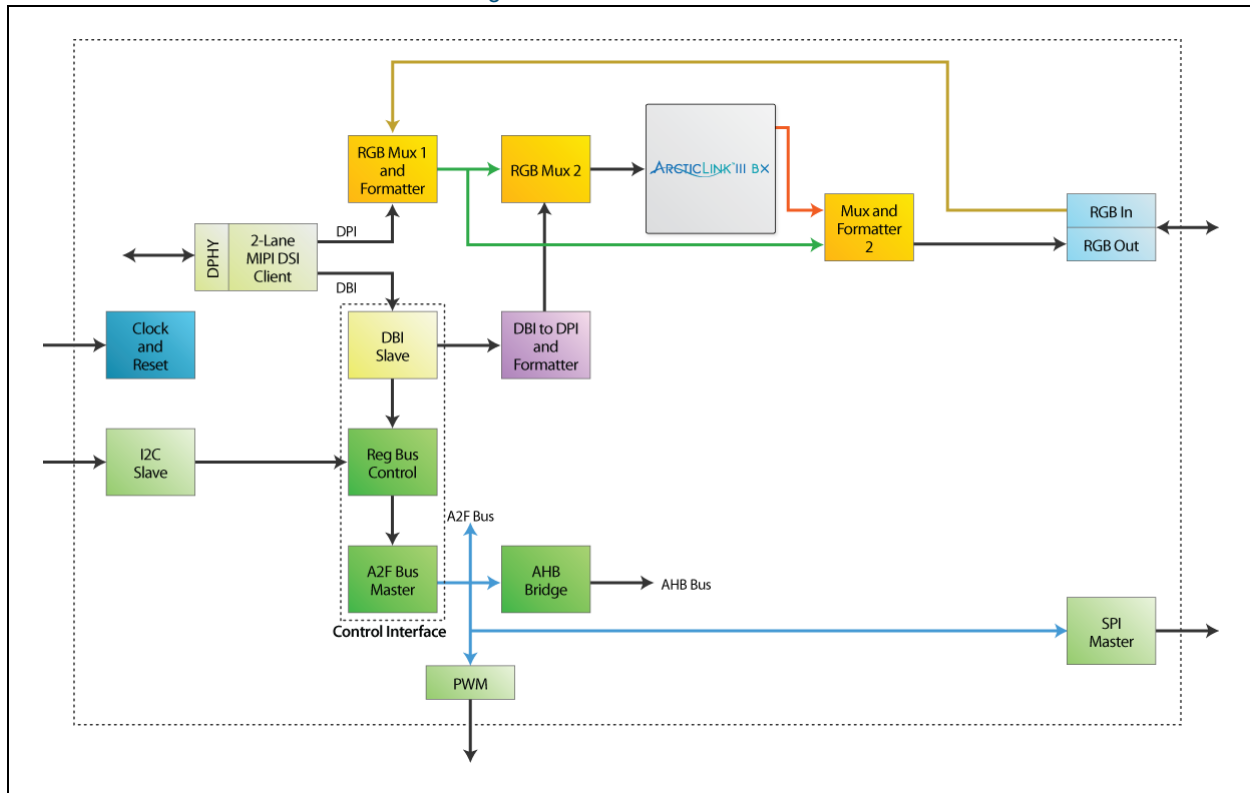 RGB Mux 1
and
Formatter
RGB Mux 2
ARCTICLINK III BX
Mux and
Formatter
2
RGB In
RGB Out
DPHY
2-Lane
MIPI DSI
Client
DPI
DBI
Clock
and
Reset
DBI
Slave
DBI to DPI
and
Formatter
I2C
Slave
Reg Bus
Control
A2F Bus
A2F Bus
Master
AHB
Bridge
AHB Bus
Control Interface
SPI
Master
PWM